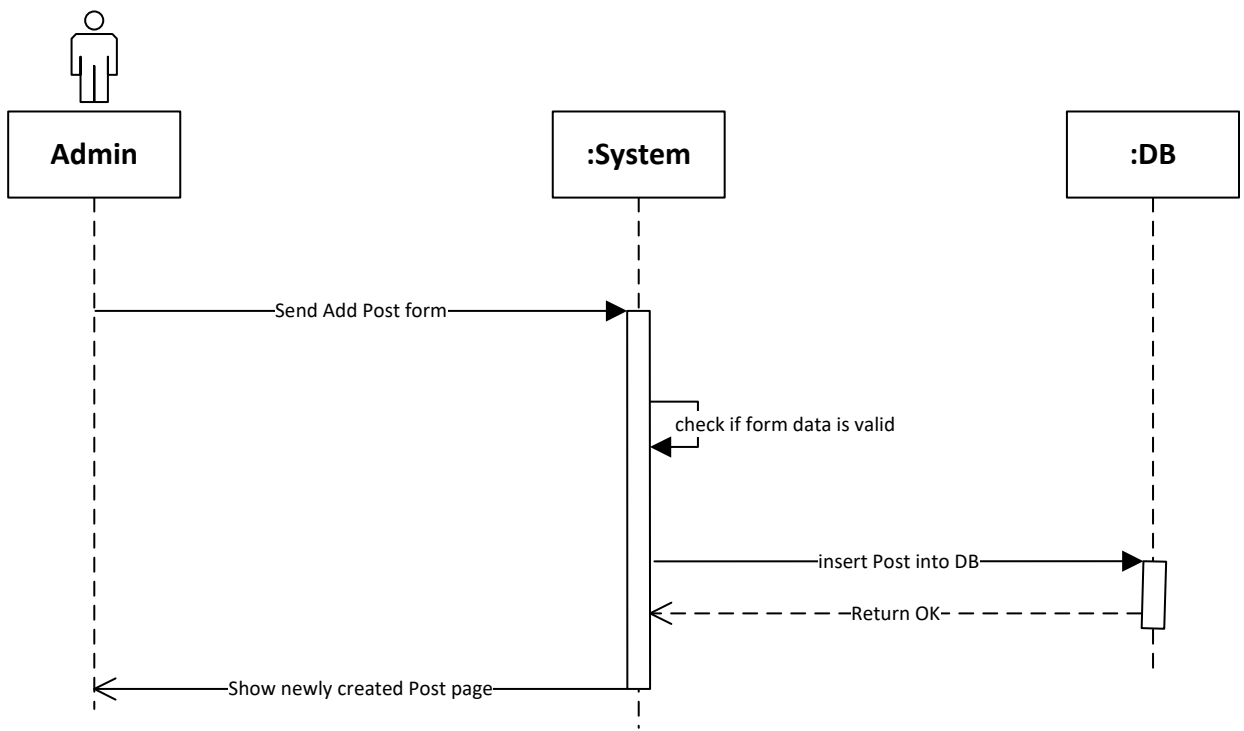 Admin
:System
:DB
Send Add Post form
check if form data is valid
insert Post into DB
Return OK
Show newly created Post page